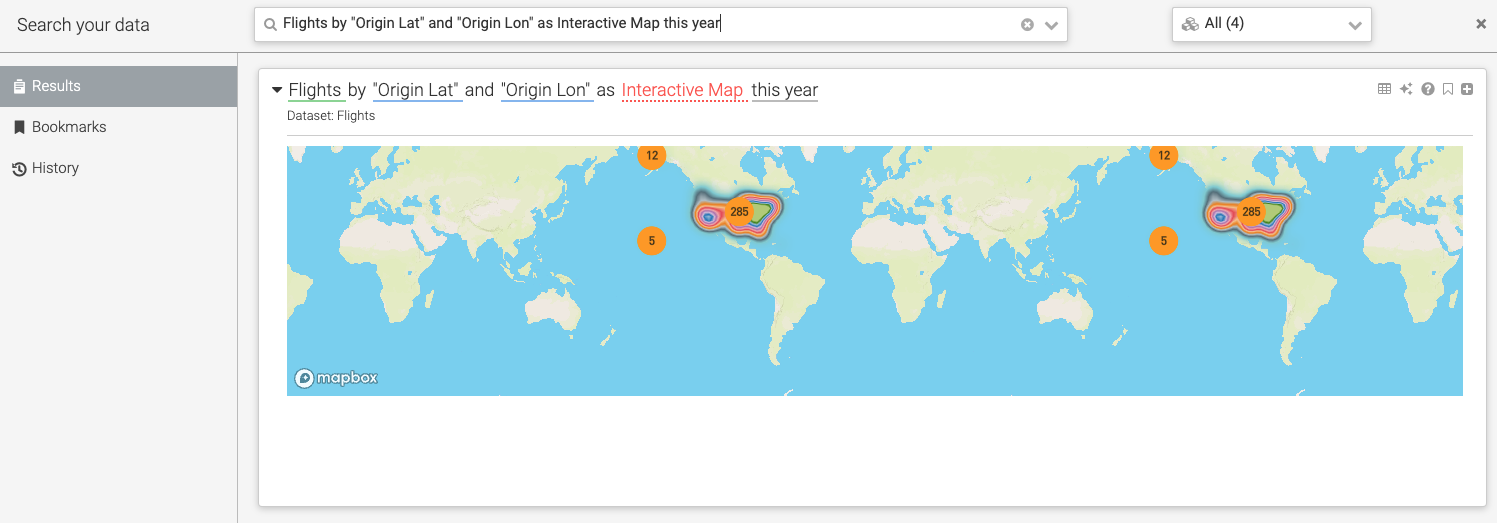 Search your data
Flights by "Origin Lat" and "Origin Lon" as Interactive Map this year
All (4)
Results
Bookmarks
History
Flights by "Origin Lat" and "Origin Lon" as Interactive Map this year
Dataset: Flights
12
12
285
285
5
5
mapbox